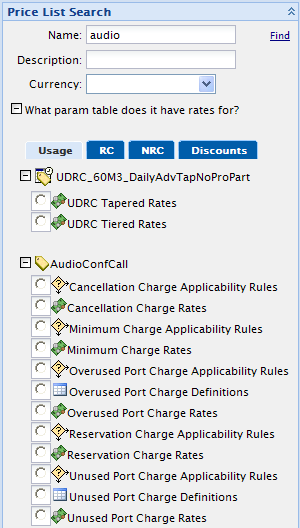 Price List Search
Name: audio Find
Description:
Currency:
What param table does it have rates for?
Usage RC NRC Discounts
UDRC_60M3_DailyAdvTapNoProPart
UDRC Tapered Rates
UDRC Tiered Rates
AudioConfCall
Cancellation Charge Applicability Rules
Cancellation Charge Rates
Minimum Charge Applicability Rules
Minimum Charge Rates
Overused Port Charge Applicability Rules
Overused Port Charge Definitions
Overused Port Charge Rates
Reservation Charge Applicability Rules
Reservation Charge Rates
Unused Port Charge Applicability Rules
Unused Port Charge Definitions
Unused Port Charge Rates